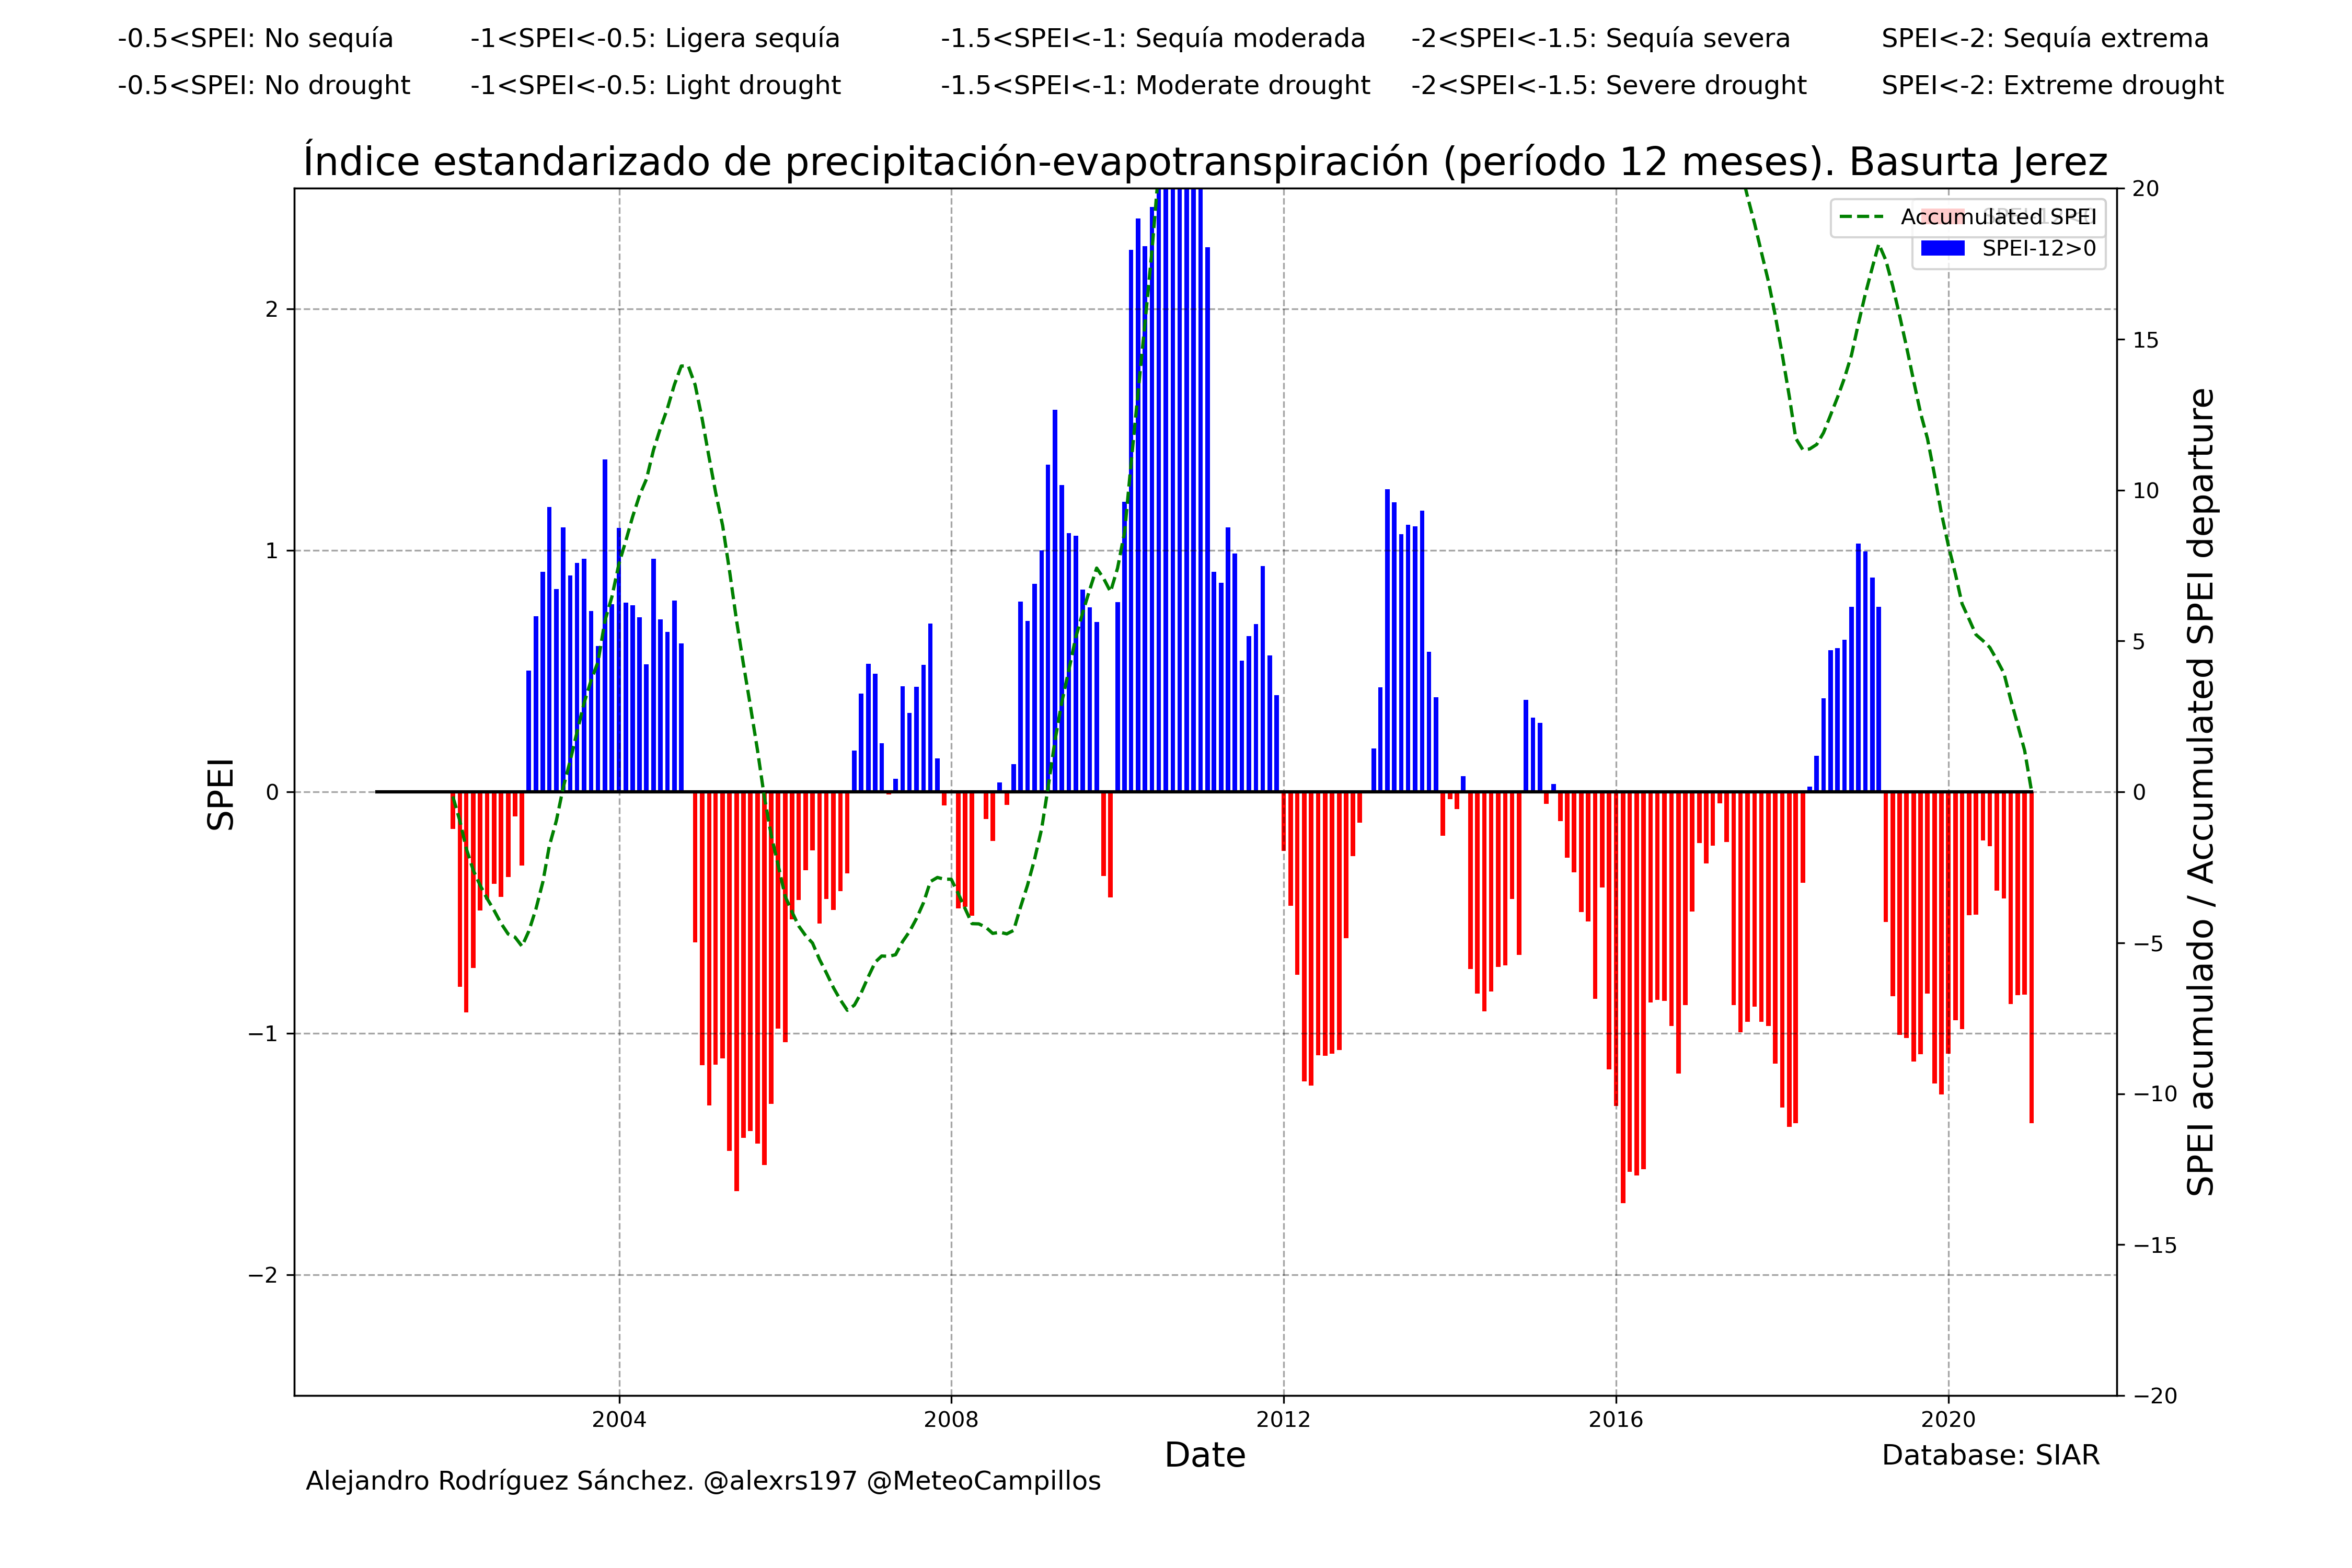 -0.5<SPEI: No sequía -1<SPEI<-0.5: Ligera sequía -1.5<SPEI<-1: Sequía moderada -2<SPEI<-1.5: Sequía severa SPEI<-2: Sequía extrema
-0.5<SPEI: No drought -1<SPEI<-0.5: Light drought -1.5<SPEI<-1: Moderate drought -2<SPEI<-1.5: Severe drought SPEI<-2: Extreme drought
Índice estandarizado de precipitación-evapotranspiración (período 12 meses). Basurta Jerez
Accumulated SPEI
SPEI-12>0
SPEI
2
1
0
−1
−2
20
15
10
5
0
−5
−10
−15
−20
SPEI acumulado / Accumulated SPEI departure
2004 2008 2012 2016 2020
Date
Database: SIAR
Alejandro Rodríguez Sánchez. @alexrs197 @MeteoCampillos